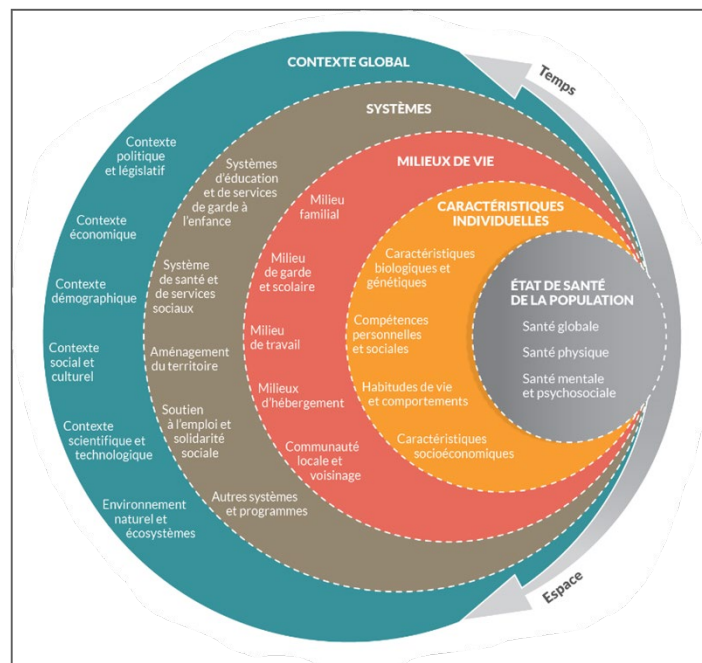 CONTEXTE GLOBAL
Temps
SYSTÈMES
MILIEUX DE VIE
CARACTÉRISTIQUES
INDIVIDUELLES
ÉTAT DE SANTÉ
DE LA POPULATION
Santé globale
Santé physique
Santé mentale
et psychosociale
Contexte
politique
et législatif
Contexte
économique
Contexte
démographique
Contexte
social et
culturel
Contexte
scientifique et
technologique
Environnement
naturel et
écosystèmes
Systèmes
d'éducation
et de services
de garde à
l'enfance
Système
de santé et
de services
sociaux
Aménagement
du territoire
Soutien
à l'emploi et
solidarité
sociale
Autres systèmes
et programmes
Milieu
familial
Milieu
de garde
et scolaire
Milieu
de travail
Milieux
d'hébergement
Communauté
locale et
voisinage
Caractéristiques
biologiques et
génétiques
Compétences
personnelles
et sociales
Habitudes de vie
et comportements
Caractéristiques
socioéconomiques
Espace